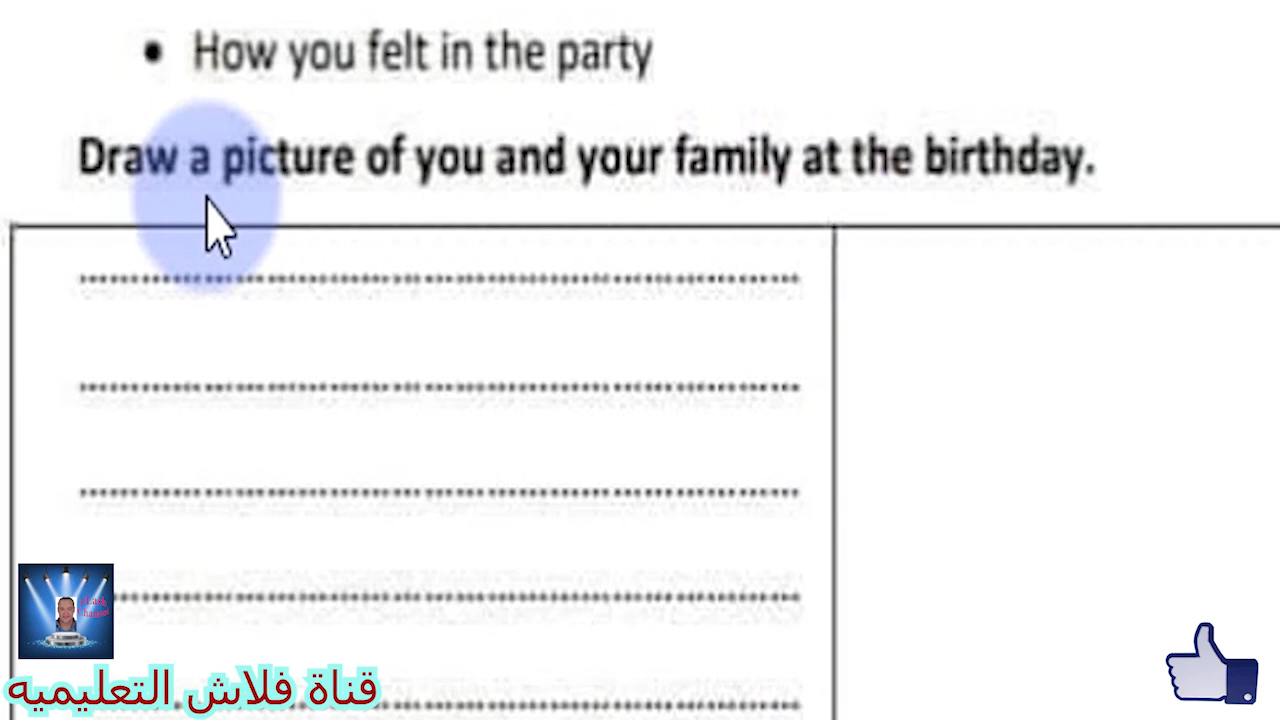 • How you felt in the party
Draw a picture of you and your family at the birthday.
قناة فلاش التعليميه